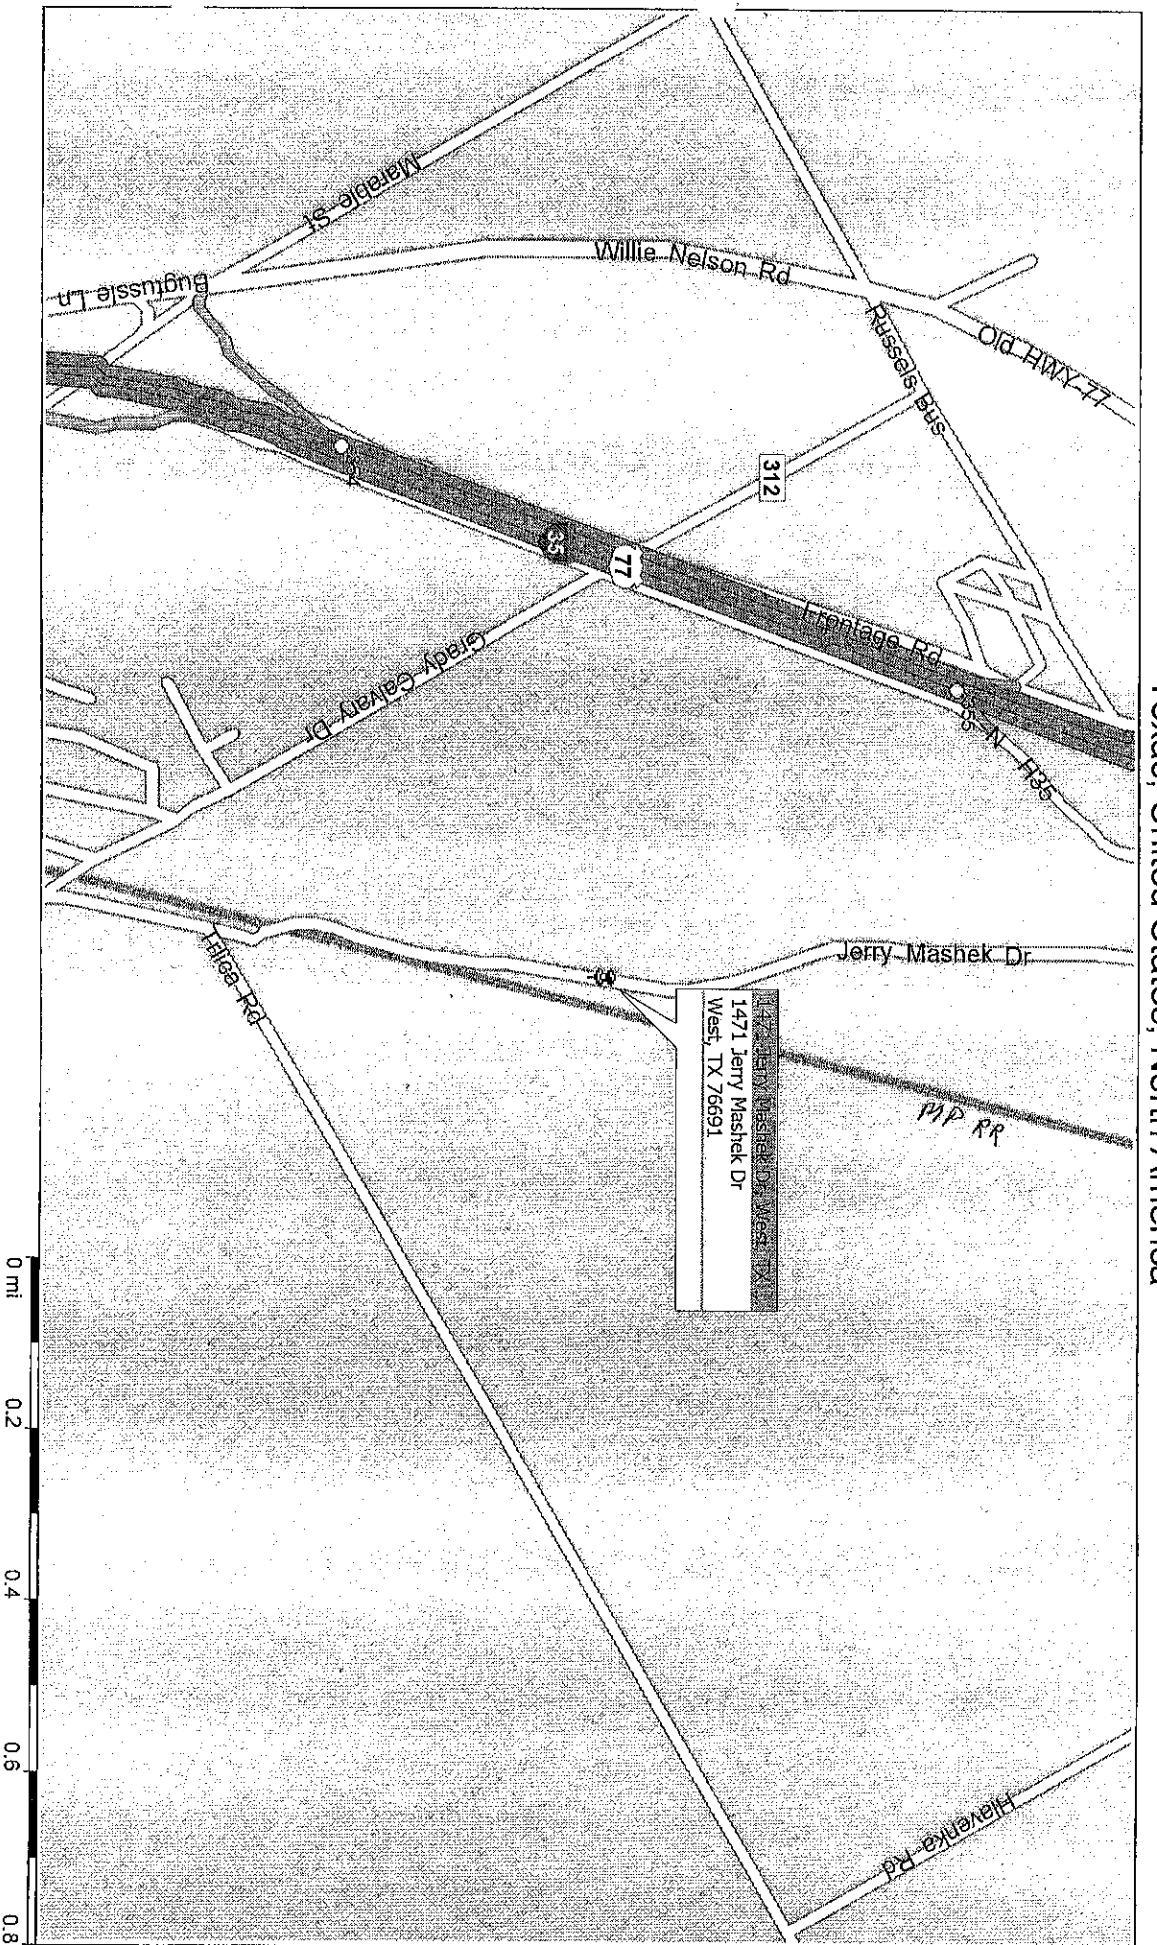 Texas, United States, North America
Marable St
Willie Nelson Rd
Bugtussle Ln
Old HWY 77
Russels Bus
312
35
77
Frontage Rd
355
N IH35
Grady Calvary Dr
Jerry Mashek Dr
1471 Jerry Mashek Dr, West, TX
1471 Jerry Mashek Dr
West, TX 76691
MP RR
Hlavenka Rd
0 mi 0.2 0.4 0.6 0.8